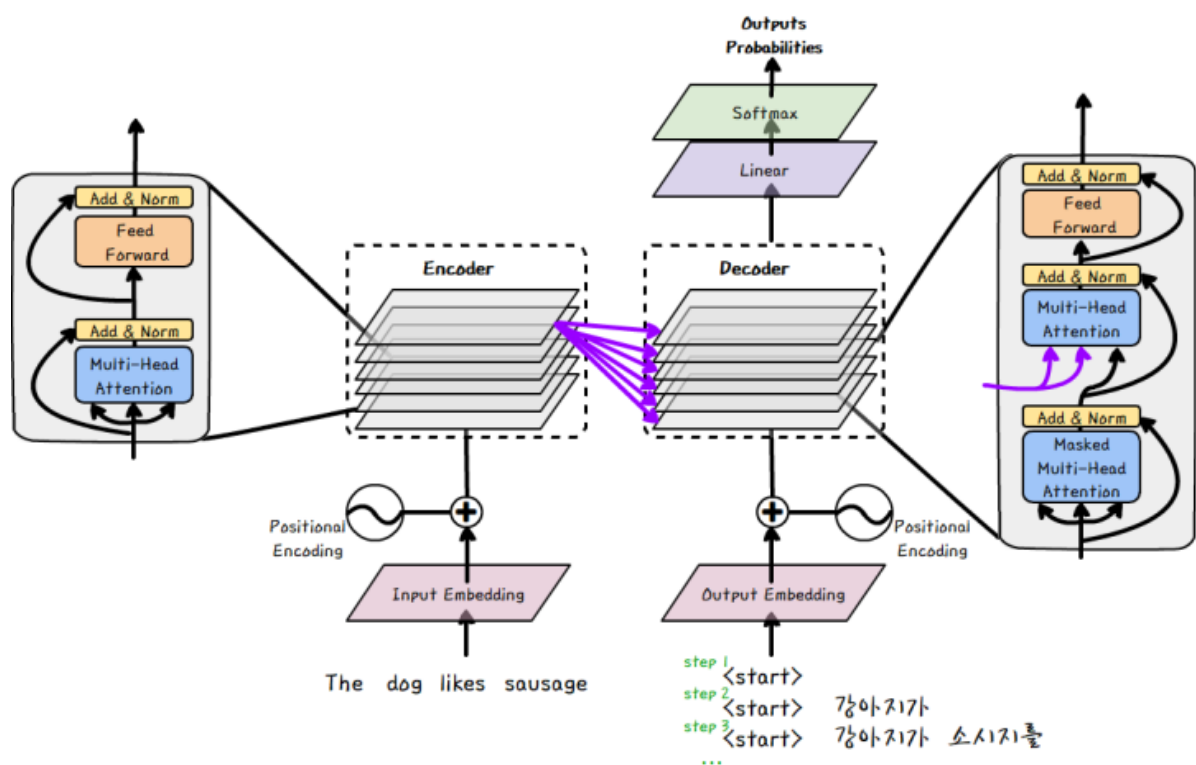 Outputs
Probabilities
Softmax
Linear
Add & Norm
Feed
Forward
Add & Norm
Multi-Head
Attention
Encoder
Decoder
Add & Norm
Feed
Forward
Add & Norm
Multi-Head
Attention
Add & Norm
Masked
Multi-Head
Attention
Positional
Encoding
Positional
Encoding
Input Embedding
Output Embedding
The dog likes sausage
step 1
<start>
step 2
<start> 강아지가
step 3
<start> 강아지가 소시지를
...